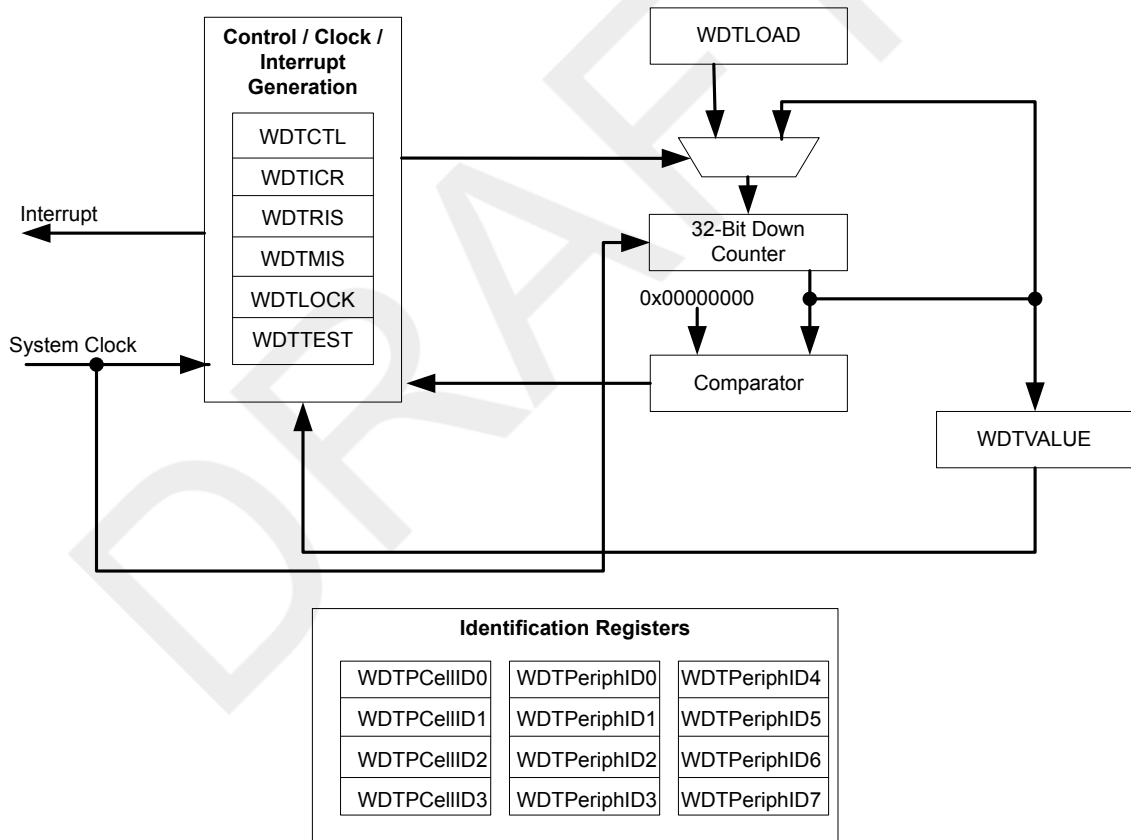 Control / Clock /
Interrupt
Generation
WDTCTL
WDTICR
WDTRIS
WDTMIS
WDTLOCK
WDTTEST
Interrupt
System Clock
WDTLOAD
32-Bit Down
Counter
0x00000000
Comparator
WDTVALUE
Identification Registers
WDTPCellID0
WDTPeriphID0
WDTPeriphID4
WDTPCellID1
WDTPeriphID1
WDTPeriphID5
WDTPCellID2
WDTPeriphID2
WDTPeriphID6
WDTPCellID3
WDTPeriphID3
WDTPeriphID7
DRAFT